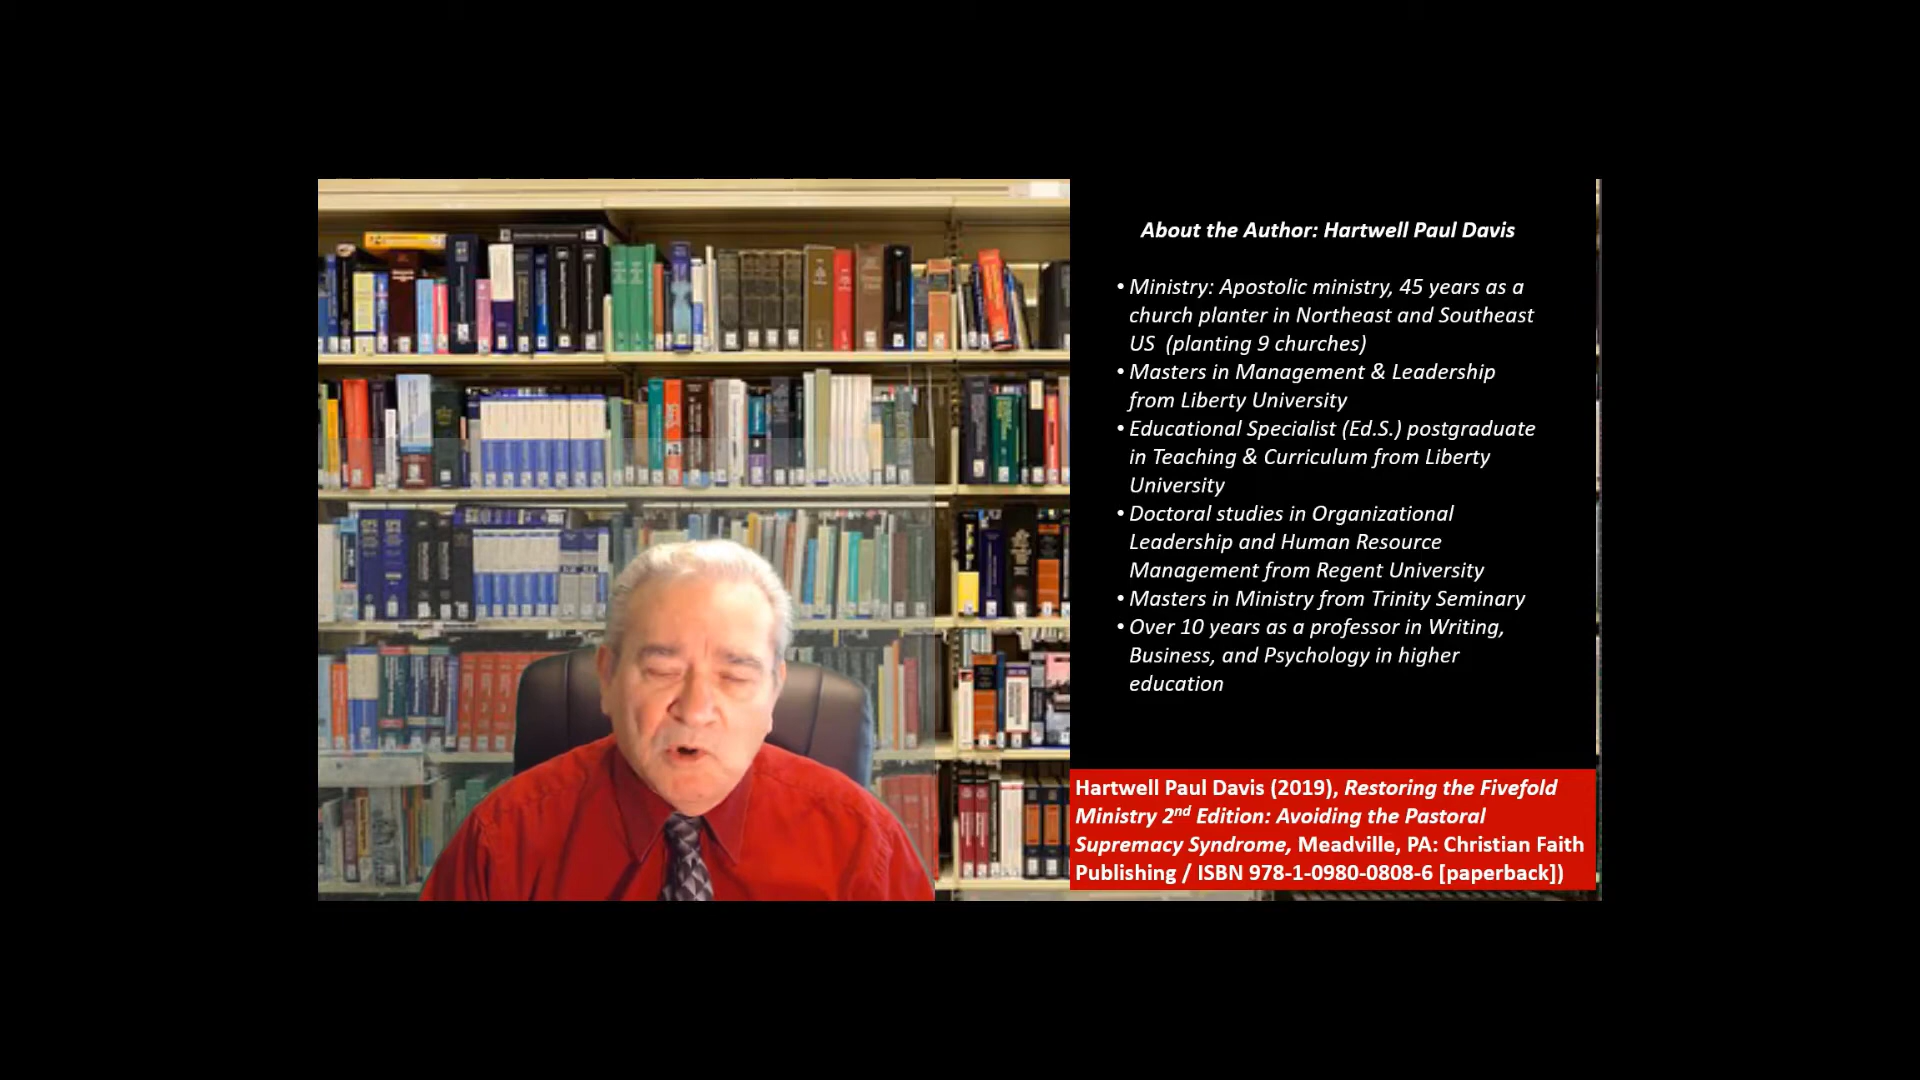 About the Author: Hartwell Paul Davis
• Ministry: Apostolic ministry, 45 years as a
church planter in Northeast and Southeast
US (planting 9 churches)
• Masters in Management & Leadership
from Liberty University
• Educational Specialist (Ed.S.) postgraduate
in Teaching & Curriculum from Liberty
University
• Doctoral studies in Organizational
Leadership and Human Resource
Management from Regent University
• Masters in Ministry from Trinity Seminary
• Over 10 years as a professor in Writing,
Business, and Psychology in higher
education
Hartwell Paul Davis (2019), Restoring the Fivefold
Ministry 2nd Edition: Avoiding the Pastoral
Supremacy Syndrome, Meadville, PA: Christian Faith
Publishing / ISBN 978-1-0980-0808-6 [paperback])